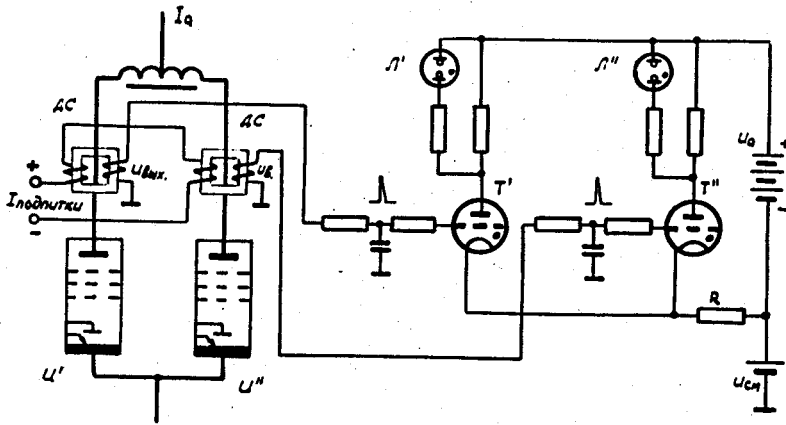 Iа
Л'
Л"
ДС
ДС
+
Uвых.
Uв.
Iподпитки
-
T'
T"
Uа
+
-
R
Uсм
И'
И"